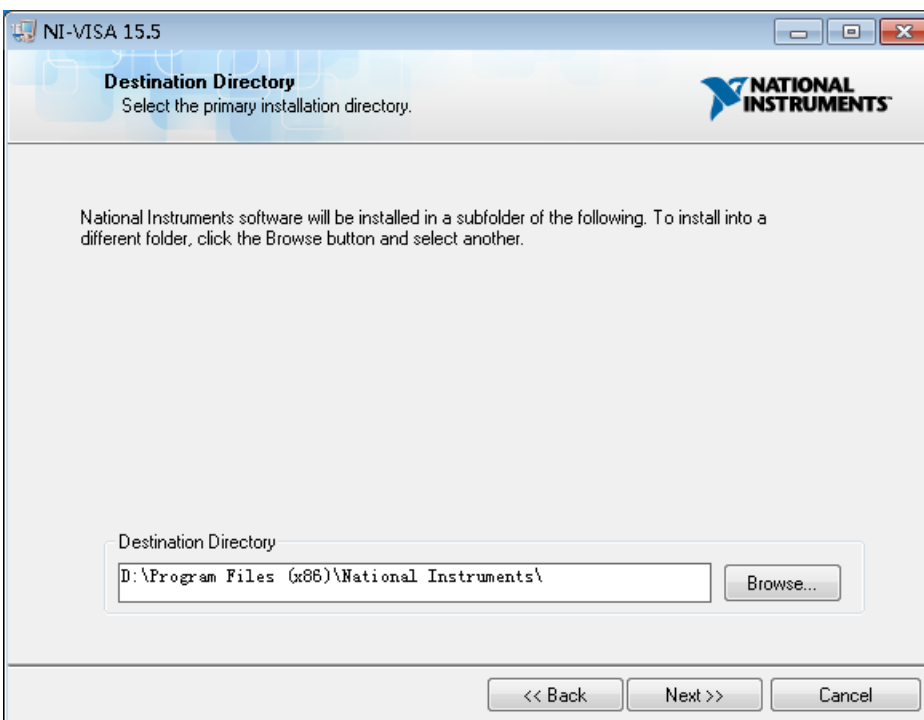 NI-VISA 15.5
Destination Directory
Select the primary installation directory.
NATIONAL
INSTRUMENTS™
National Instruments software will be installed in a subfolder of the following. To install into a
different folder, click the Browse button and select another.
Destination Directory
D:\Program Files (x86)\National Instruments\
Browse...
<< Back
Next >>
Cancel